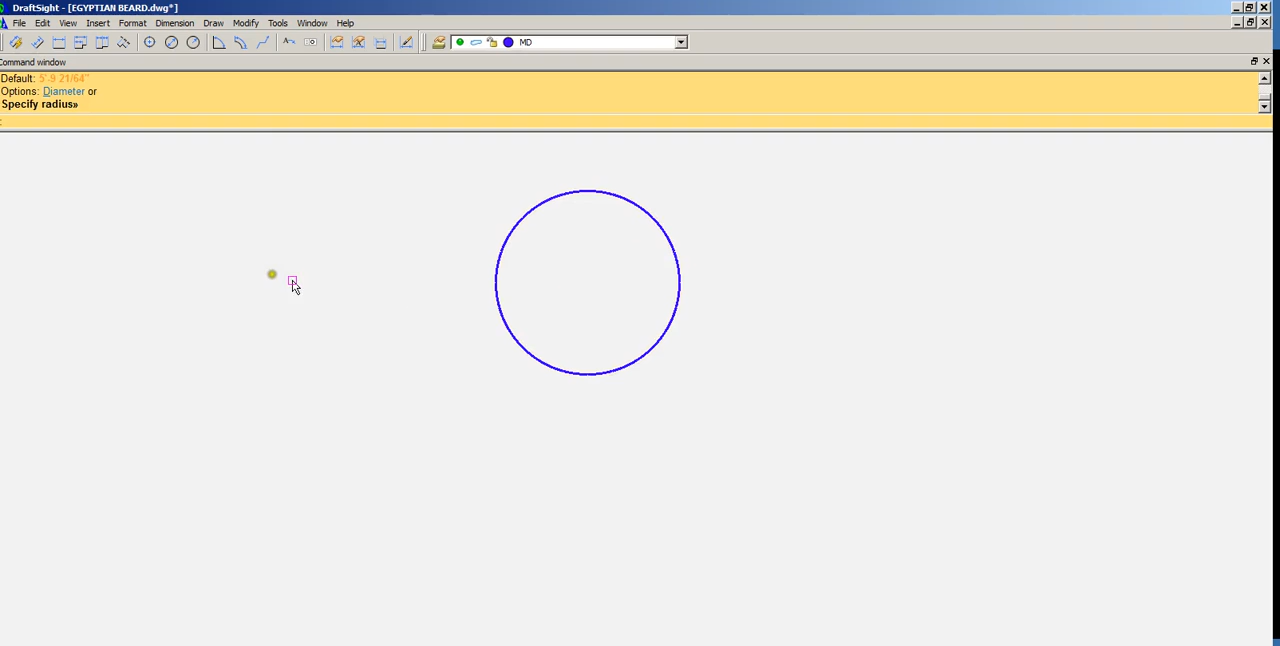 DraftSight - [EGYPTIAN BEARD.dwg*]
File Edit View Insert Format Dimension Draw Modify Tools Window Help
MD
Command window
Default: 5'-9 21/64"
Options: Diameter or
Specify radius»
: